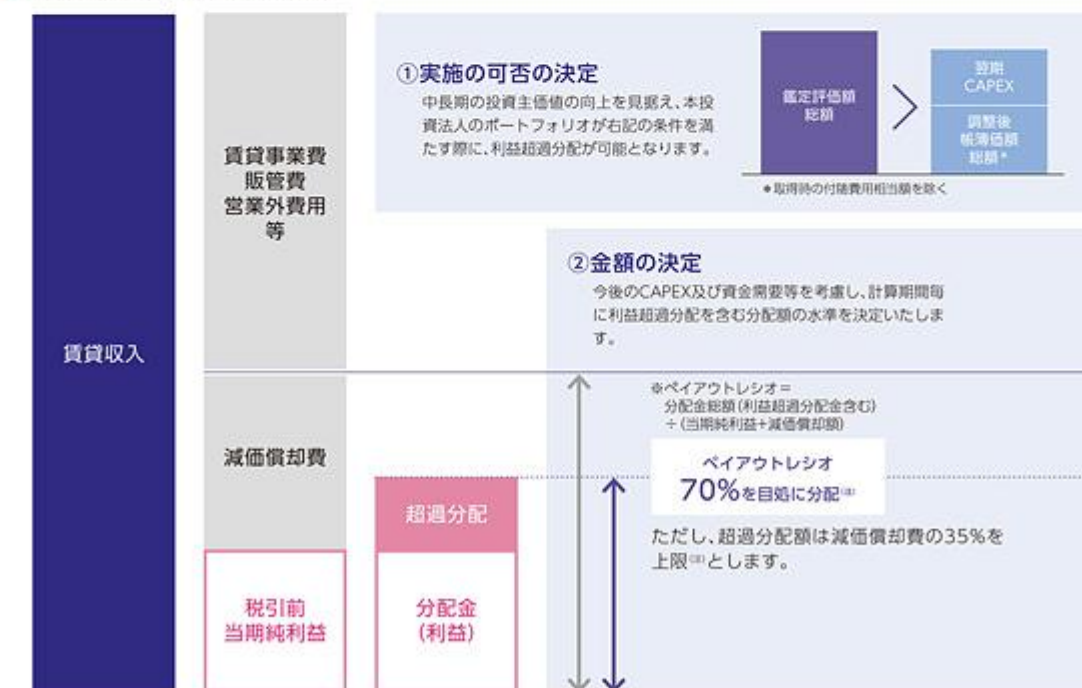 賃貸収入
賃貸事業費
販管費
営業外費用
等
減価償却費
税引前
当期純利益
超過分配
分配金
(利益)
①実施の可否の決定
中長期の投資主価値の向上を見据え、本投
資法人のポートフォリオが右記の条件を満
たす際に、利益超過分配が可能となります。
鑑定評価額
総額
>
翌期
CAPEX
調整後
帳簿価額
総額*
*取得時の付随費用相当額を除く
②金額の決定
今後のCAPEX及び資金需要等を考慮し、計算期間毎
に利益超過分配を含む分配額の水準を決定いたしま
す。
※ペイアウトレシオ=
分配金総額(利益超過分配金含む)
÷(当期純利益+減価償却額)
ペイアウトレシオ
70%を目処に分配
ただし、超過分配額は減価償却費の35%を
上限とします。